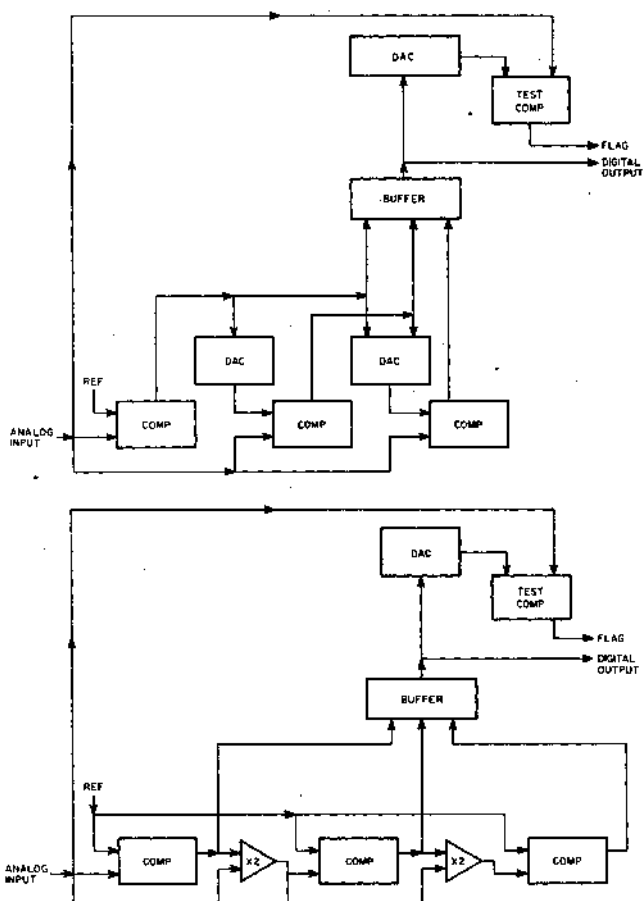 DAC
TEST
COMP
FLAG
DIGITAL
OUTPUT
BUFFER
DAC
DAC
REF
COMP
COMP
COMP
ANALOG
INPUT
DAC
TEST
COMP
FLAG
DIGITAL
OUTPUT
BUFFER
REF
COMP
X2
COMP
X2
COMP
ANALOG
INPUT